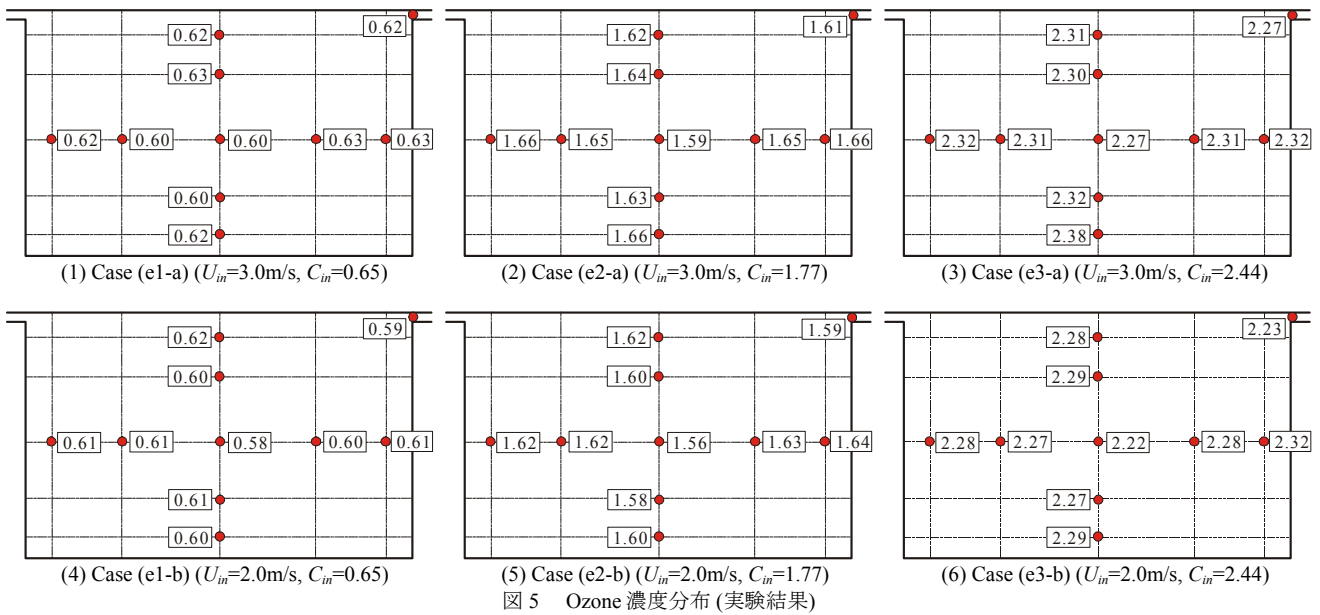 0.62
0.62
0.63
0.62 0.60 0.60 0.63 0.63
0.60
0.62
(1) Case (e1-a) (Uin=3.0m/s, Cin=0.65)
1.61
1.62
1.64
1.66 1.65 1.59 1.65 1.66
1.63
1.66
(2) Case (e2-a) (Uin=3.0m/s, Cin=1.77)
2.27
2.31
2.30
2.32 2.31 2.27 2.31 2.32
2.32
2.38
(3) Case (e3-a) (Uin=3.0m/s, Cin=2.44)
0.59
0.62
0.60
0.61 0.61 0.58 0.60 0.61
0.61
0.60
(4) Case (e1-b) (Uin=2.0m/s, Cin=0.65)
1.59
1.62
1.60
1.62 1.62 1.56 1.63 1.64
1.58
1.60
(5) Case (e2-b) (Uin=2.0m/s, Cin=1.77)
2.23
2.28
2.29
2.28 2.27 2.22 2.28 2.32
2.27
2.29
(6) Case (e3-b) (Uin=2.0m/s, Cin=2.44)
図 5 Ozone 濃度分布 (実験結果)